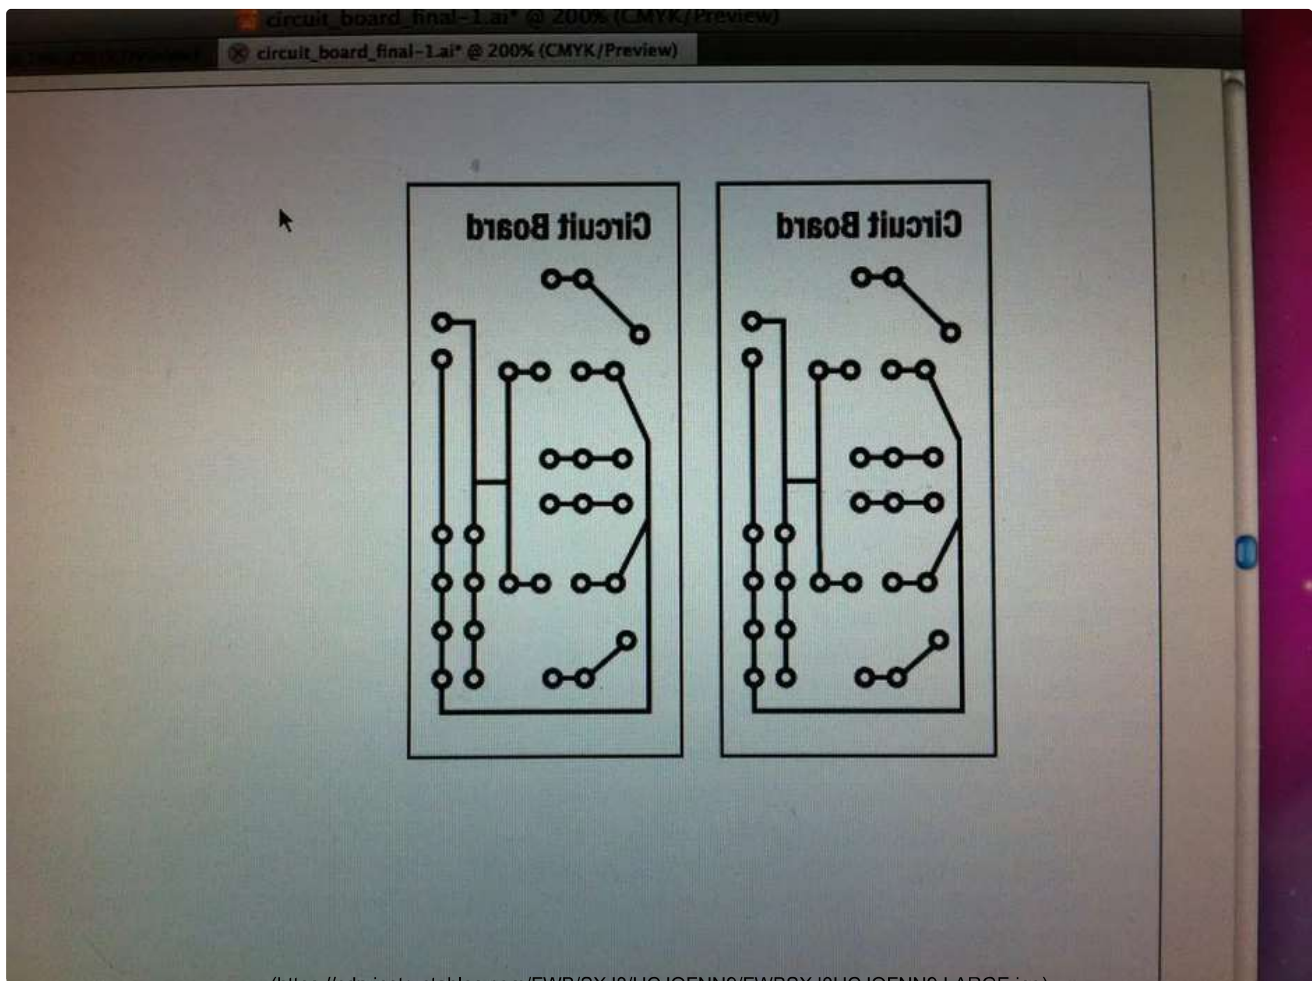 circuit_board_final-1.ai* @ 200% (CMYK/Preview)
circuit_board_final-1.ai* @ 200% (CMYK/Preview)
Circuit Board
Circuit Board